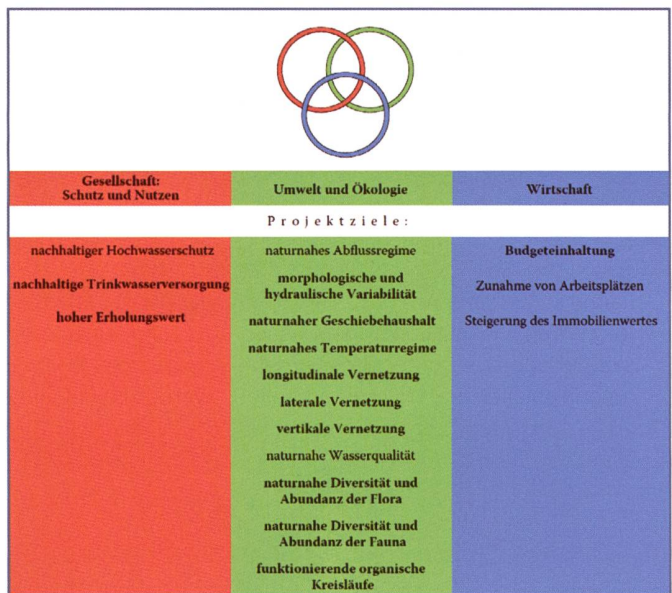 Gesellschaft:
Schutz und Nutzen
Umwelt und Ökologie
Wirtschaft
Projektziele:
nachhaltiger Hochwasserschutz
nachhaltige Trinkwasserversorgung
hoher Erholungswert
naturnahes Abflussregime
morphologische und
hydraulische Variabilität
naturnaher Geschiebehaushalt
naturnahes Temperaturregime
longitudinale Vernetzung
laterale Vernetzung
vertikale Vernetzung
naturnahe Wasserqualität
naturnahe Diversität und
Abundanz der Flora
naturnahe Diversität und
Abundanz der Fauna
funktionierende organische
Kreisläufe
Budgeteinhaltung
Zunahme von Arbeitsplätzen
Steigerung des Immobilienwertes